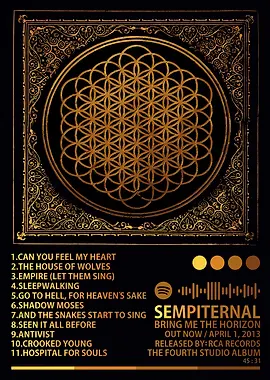 1.CAN YOU FEEL MY HEART
2.THE HOUSE OF WOLVES
3.EMPIRE (LET THEM SING)
4.SLEEPWALKING
5.GO TO HELL, FOR HEAVEN'S SAKE
6.SHADOW MOSES
7.AND THE SNAKES START TO SING
8.SEEN IT ALL BEFORE
9.ANTIVIST
10.CROOKED YOUNG
11.HOSPITAL FOR SOULS
SEMPITERNAL
BRING ME THE HORIZON
OUT NOW / APRIL 1, 2013
RELEASED BY:RCA RECORDS
THE FOURTH STUDIO ALBUM
45 : 31